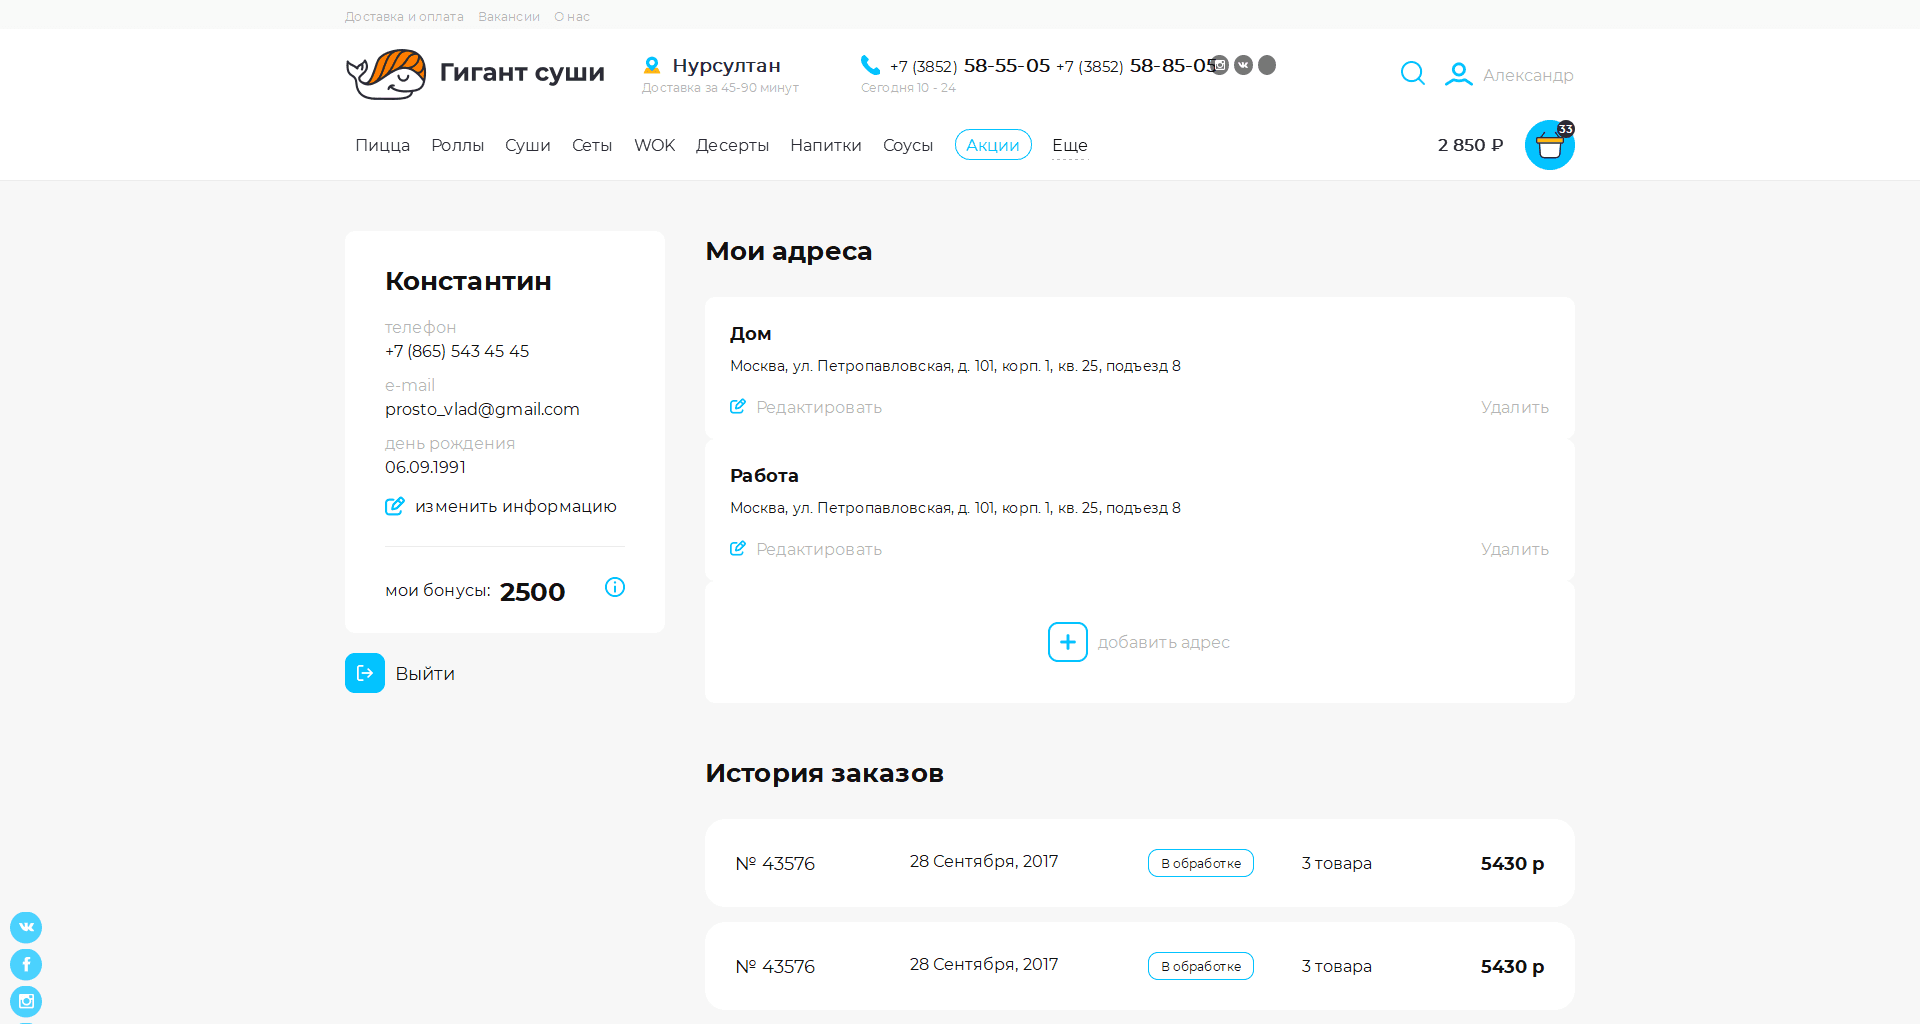 Доставка и оплата Вакансии О нас
Гигант суши
Нурсултан
Доставка за 45-90 минут
+7 (3852) 58-55-05 +7 (3852) 58-85-05
Сегодня 10 - 24
Александр
Пицца Роллы Суши Сеты WOK Десерты Напитки Соусы Акции Еще
2 850 ₽
33
Константин
телефон
+7 (865) 543 45 45
e-mail
prosto_vlad@gmail.com
день рождения
06.09.1991
изменить информацию
мои бонусы: 2500
Выйти
Мои адреса
Дом
Москва, ул. Петропавловская, д. 101, корп. 1, кв. 25, подъезд 8
Редактировать Удалить
Работа
Москва, ул. Петропавловская, д. 101, корп. 1, кв. 25, подъезд 8
Редактировать Удалить
добавить адрес
История заказов
№ 43576 28 Сентября, 2017 В обработке 3 товара 5430 р
№ 43576 28 Сентября, 2017 В обработке 3 товара 5430 р